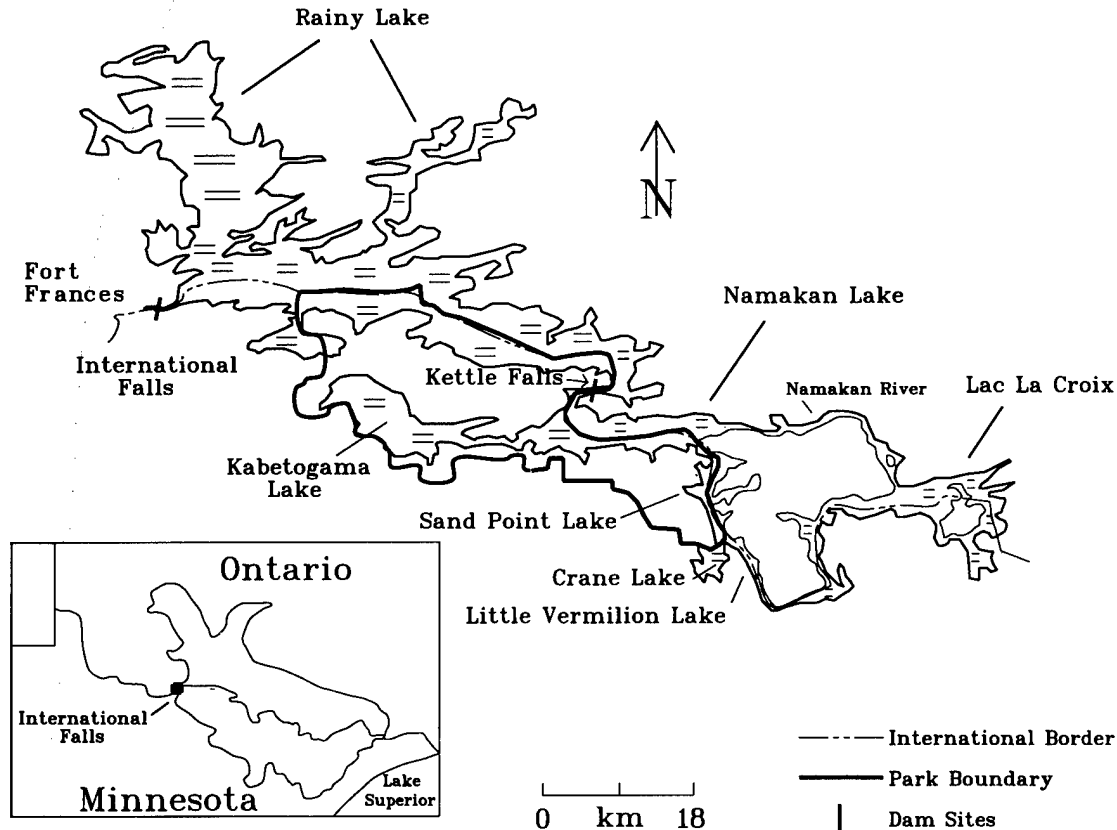 Rainy Lake
N
Fort
Frances
Namakan Lake
International
Falls
Kettle Falls
Namakan River
Lac La Croix
Kabetogama
Lake
Sand Point Lake
Crane Lake
Little Vermilion Lake
Ontario
International
Falls
Minnesota
Lake
Superior
International Border
Park Boundary
Dam Sites
0 km 18